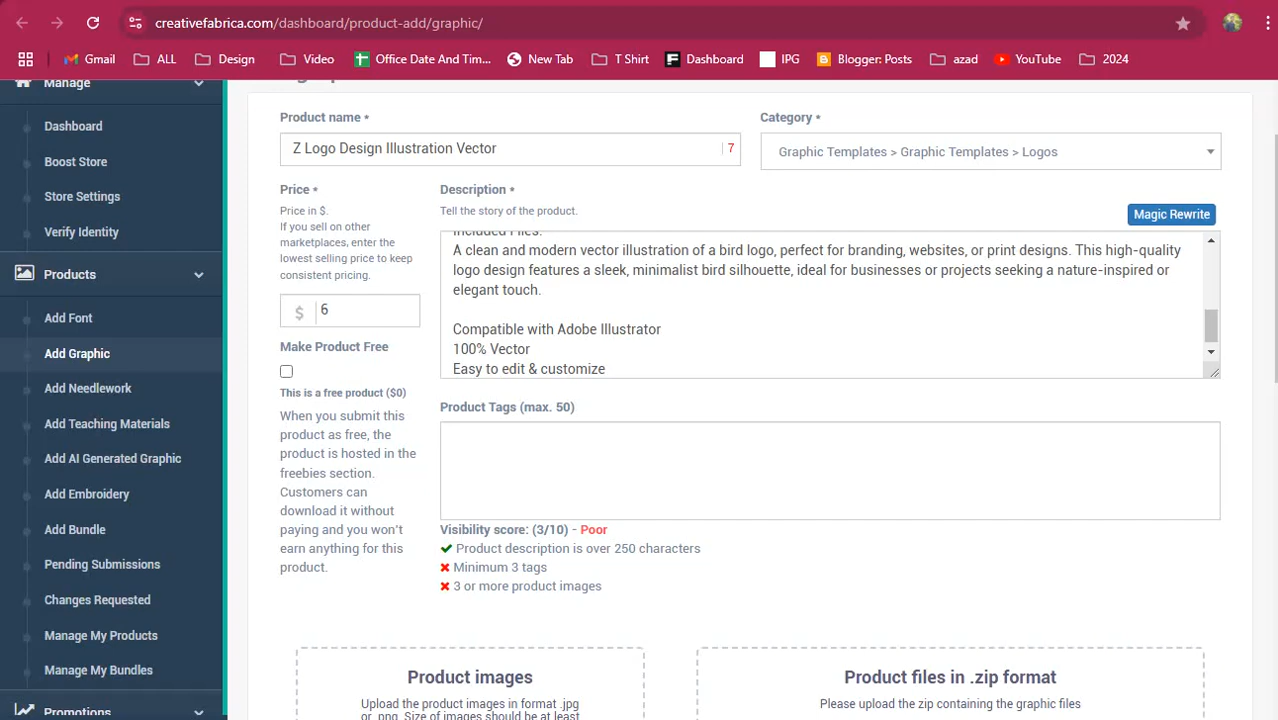 creativefabrica.com/dashboard/product-add/graphic/
Gmail ALL Design Video Office Date And Tim... New Tab T Shirt Dashboard IPG Blogger: Posts azad YouTube 2024
Manage
Dashboard
Boost Store
Store Settings
Verify Identity
Products
Add Font
Add Graphic
Add Needlework
Add Teaching Materials
Add AI Generated Graphic
Add Embroidery
Add Bundle
Pending Submissions
Changes Requested
Manage My Products
Manage My Bundles
Promotions
Product name *
Z Logo Design Illustration Vector 7
Category *
Graphic Templates > Graphic Templates > Logos
Price *
Price in $.
If you sell on other
marketplaces, enter the
lowest selling price to keep
consistent pricing.
$ 6
Make Product Free
This is a free product ($0)
When you submit this
product as free, the
product is hosted in the
freebies section.
Customers can
download it without
paying and you won't
earn anything for this
product.
Description *
Tell the story of the product.
Magic Rewrite
Included Files:
A clean and modern vector illustration of a bird logo, perfect for branding, websites, or print designs. This high-quality
logo design features a sleek, minimalist bird silhouette, ideal for businesses or projects seeking a nature-inspired or
elegant touch.
Compatible with Adobe Illustrator
100% Vector
Easy to edit & customize
Product Tags (max. 50)
Visibility score: (3/10) - Poor
Product description is over 250 characters
Minimum 3 tags
3 or more product images
Product images
Upload the product images in format .jpg
or .png. Size of images should be at least
Product files in .zip format
Please upload the zip containing the graphic files